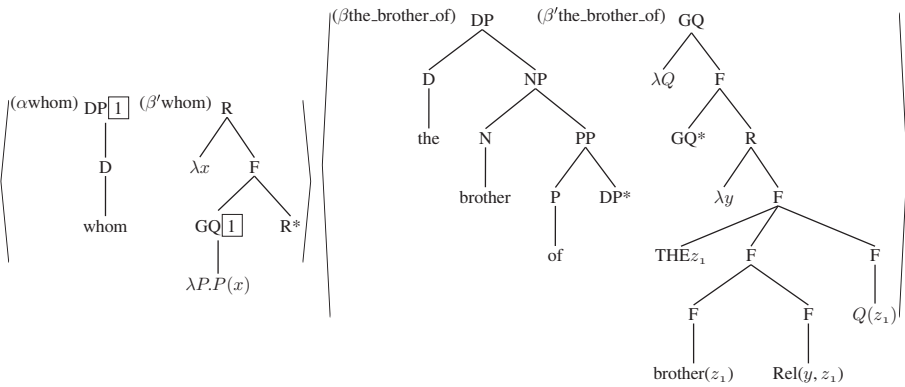 (βthe_brother_of) DP (β′the_brother_of) GQ
D NP λQ F
(αwhom) DP 1 (β′whom) R
the N PP GQ* R
D λx F
brother P DP* λy F
whom GQ 1 R*
of THEz₁ F F
λP.P(x)
F F Q(z₁)
brother(z₁) Rel(y, z₁)